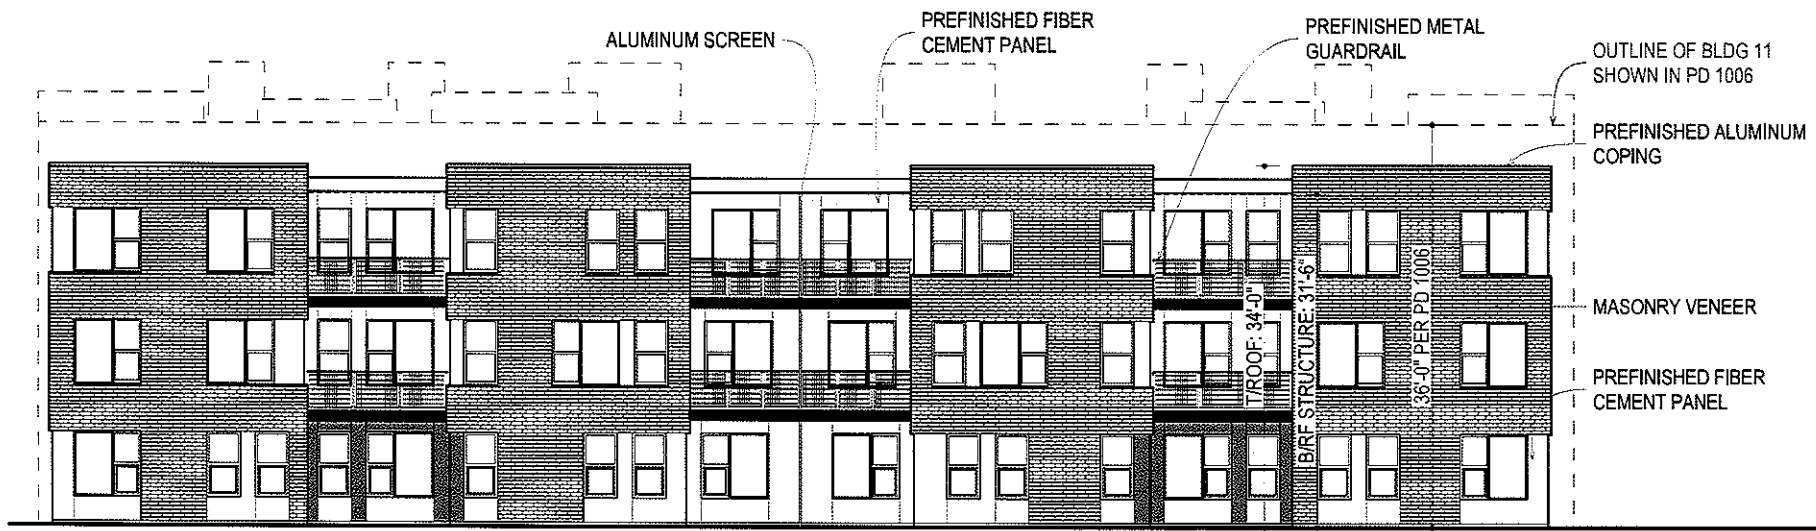 ALUMINUM SCREEN
PREFINISHED FIBER
CEMENT PANEL
PREFINISHED METAL
GUARDRAIL
OUTLINE OF BLDG 11
SHOWN IN PD 1006
PREFINISHED ALUMINUM
COPING
MASONRY VENEER
PREFINISHED FIBER
CEMENT PANEL
T/ROOF: 34'-0"
B/RF STRUCTURE: 31'-6"
36'-0" PER PD 1006